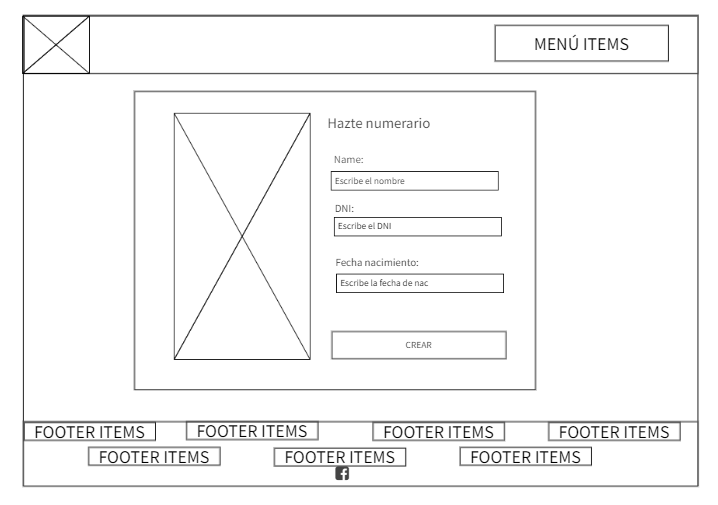 MENÚ ITEMS
Hazte numerario
Name:
Escribe el nombre
DNI:
Escribe el DNI
Fecha nacimiento:
Escribe la fecha de nac
CREAR
FOOTER ITEMS FOOTER ITEMS FOOTER ITEMS FOOTER ITEMS
FOOTER ITEMS FOOTER ITEMS FOOTER ITEMS